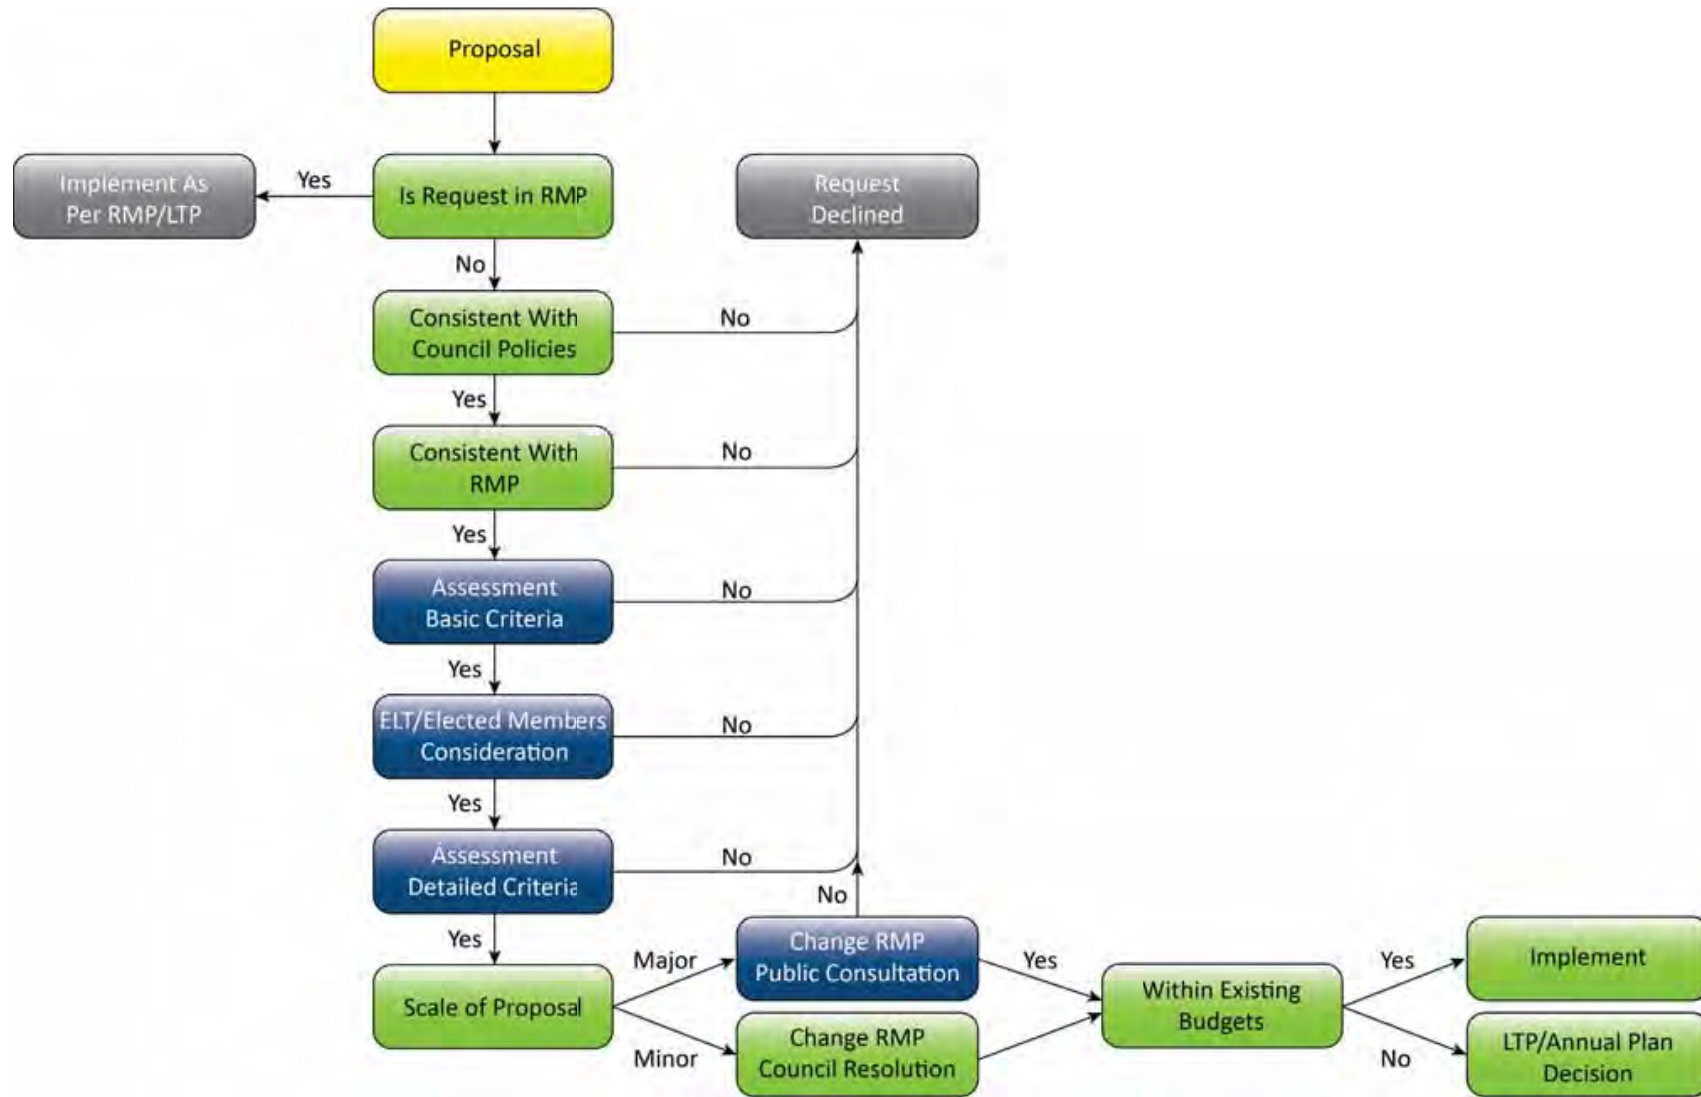 Proposal
Implement As
Per RMP/LTP
Yes
Is Request in RMP
Request
Declined
No
Consistent With
Council Policies
No
Yes
Consistent With
RMP
No
Yes
Assessment
Basic Criteria
No
Yes
ELT/Elected Members
Consideration
No
Yes
Assessment
Detailed Criteria
No
No
Yes
Scale of Proposal
Major
Minor
Change RMP
Public Consultation
Yes
Change RMP
Council Resolution
Within Existing
Budgets
Yes
No
Implement
LTP/Annual Plan
Decision